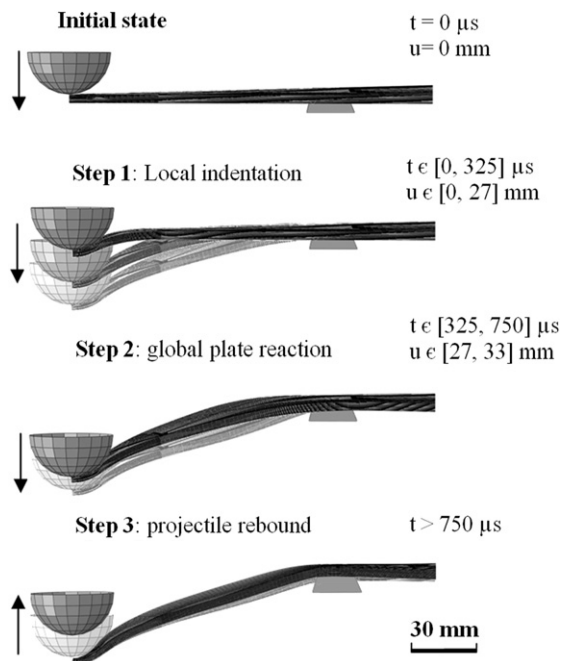 Initial state
t = 0 µs
u= 0 mm
Step 1: Local indentation
t ϵ [0, 325] µs
u ϵ [0, 27] mm
Step 2: global plate reaction
t ϵ [325, 750] µs
u ϵ [27, 33] mm
Step 3: projectile rebound
t > 750 µs
30 mm